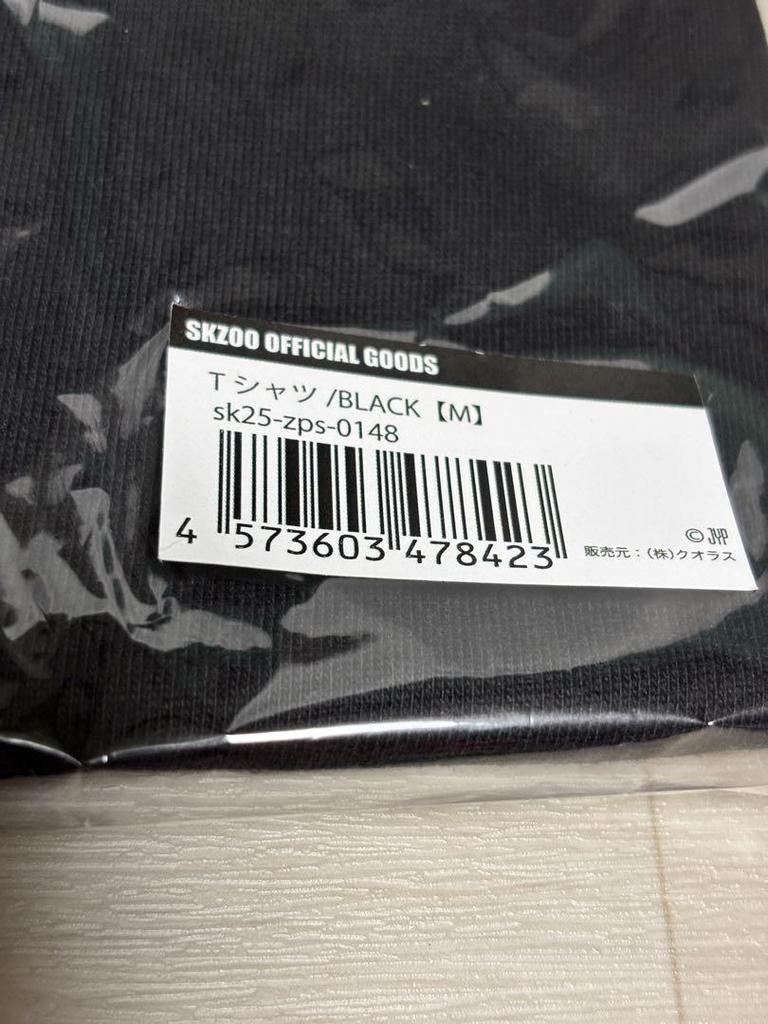 SKZOO OFFICIAL GOODS
Tシャツ /BLACK【M】
sk25-zps-0148
4 573603 478423
© JYP
販売元：(株)クオラス